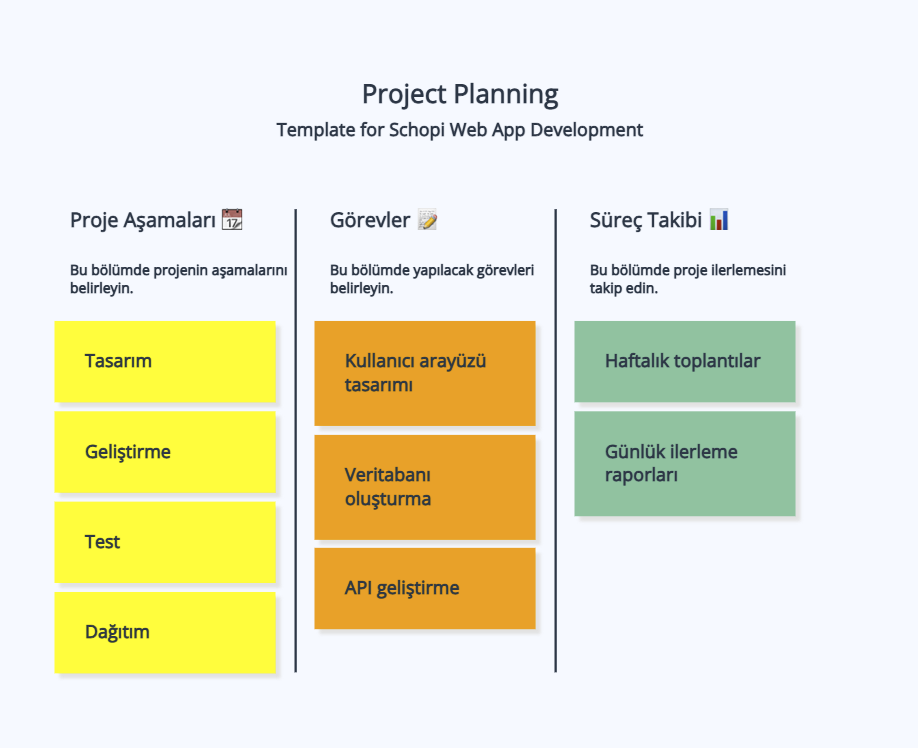 Project Planning
Template for Schopi Web App Development
Proje Aşamaları 📅
Bu bölümde projenin aşamalarını
belirleyin.
Tasarım
Geliştirme
Test
Dağıtım
Görevler 📝
Bu bölümde yapılacak görevleri
belirleyin.
Kullanıcı arayüzü
tasarımı
Veritabanı
oluşturma
API geliştirme
Süreç Takibi 📊
Bu bölümde proje ilerlemesini
takip edin.
Haftalık toplantılar
Günlük ilerleme
raporları